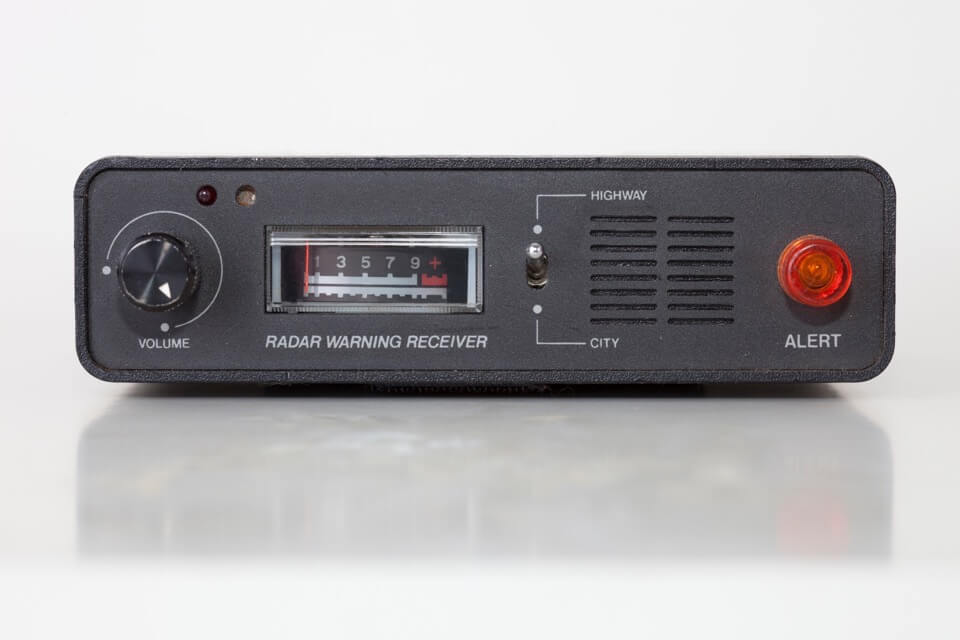 HIGHWAY
1 3 5 7 9 +
VOLUME
RADAR WARNING RECEIVER
CITY
ALERT